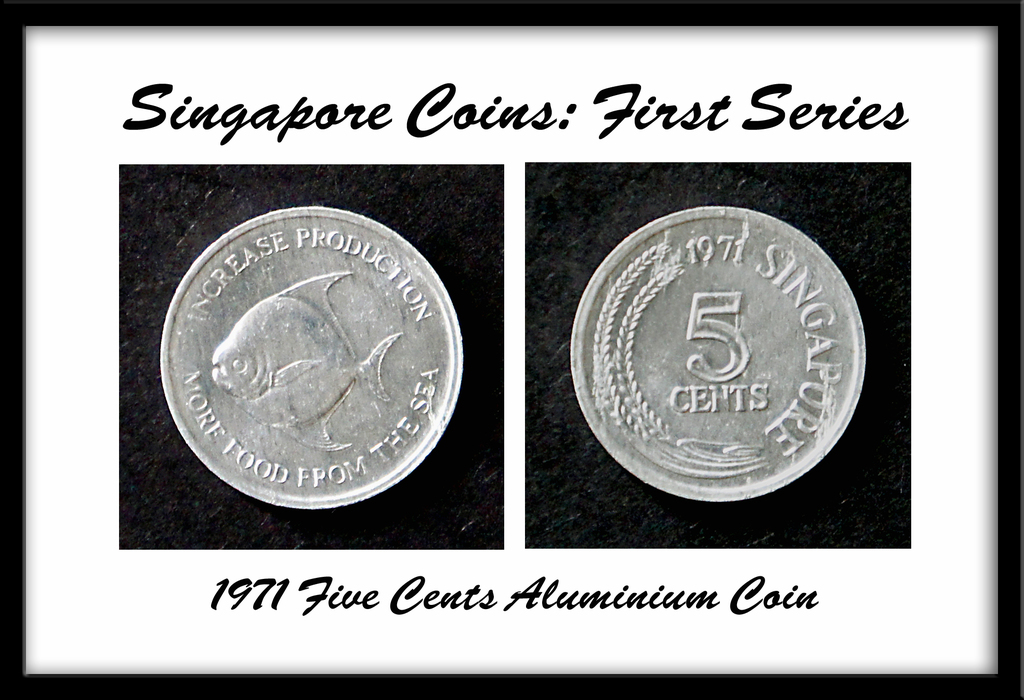 Singapore Coins: First Series
INCREASE PRODUCTION
MORE FOOD FROM THE SEA
1971 SINGAPORE
5
CENTS
1971 Five Cents Aluminium Coin